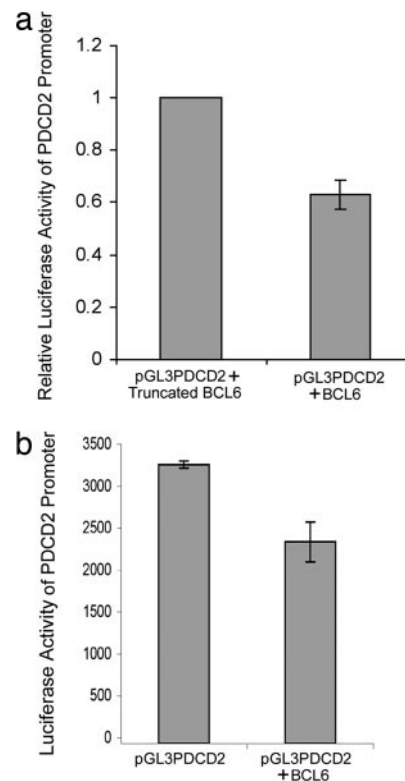 a
Relative Luciferase Activity of PDCD2 Promoter
1.2
1
0.8
0.6
0.4
0.2
0
pGL3PDCD2+
Truncated BCL6
pGL3PDCD2
+BCL6
b
Luciferase Activity of PDCD2 Promoter
3500
3000
2500
2000
1500
1000
500
0
pGL3PDCD2
pGL3PDCD2
+BCL6